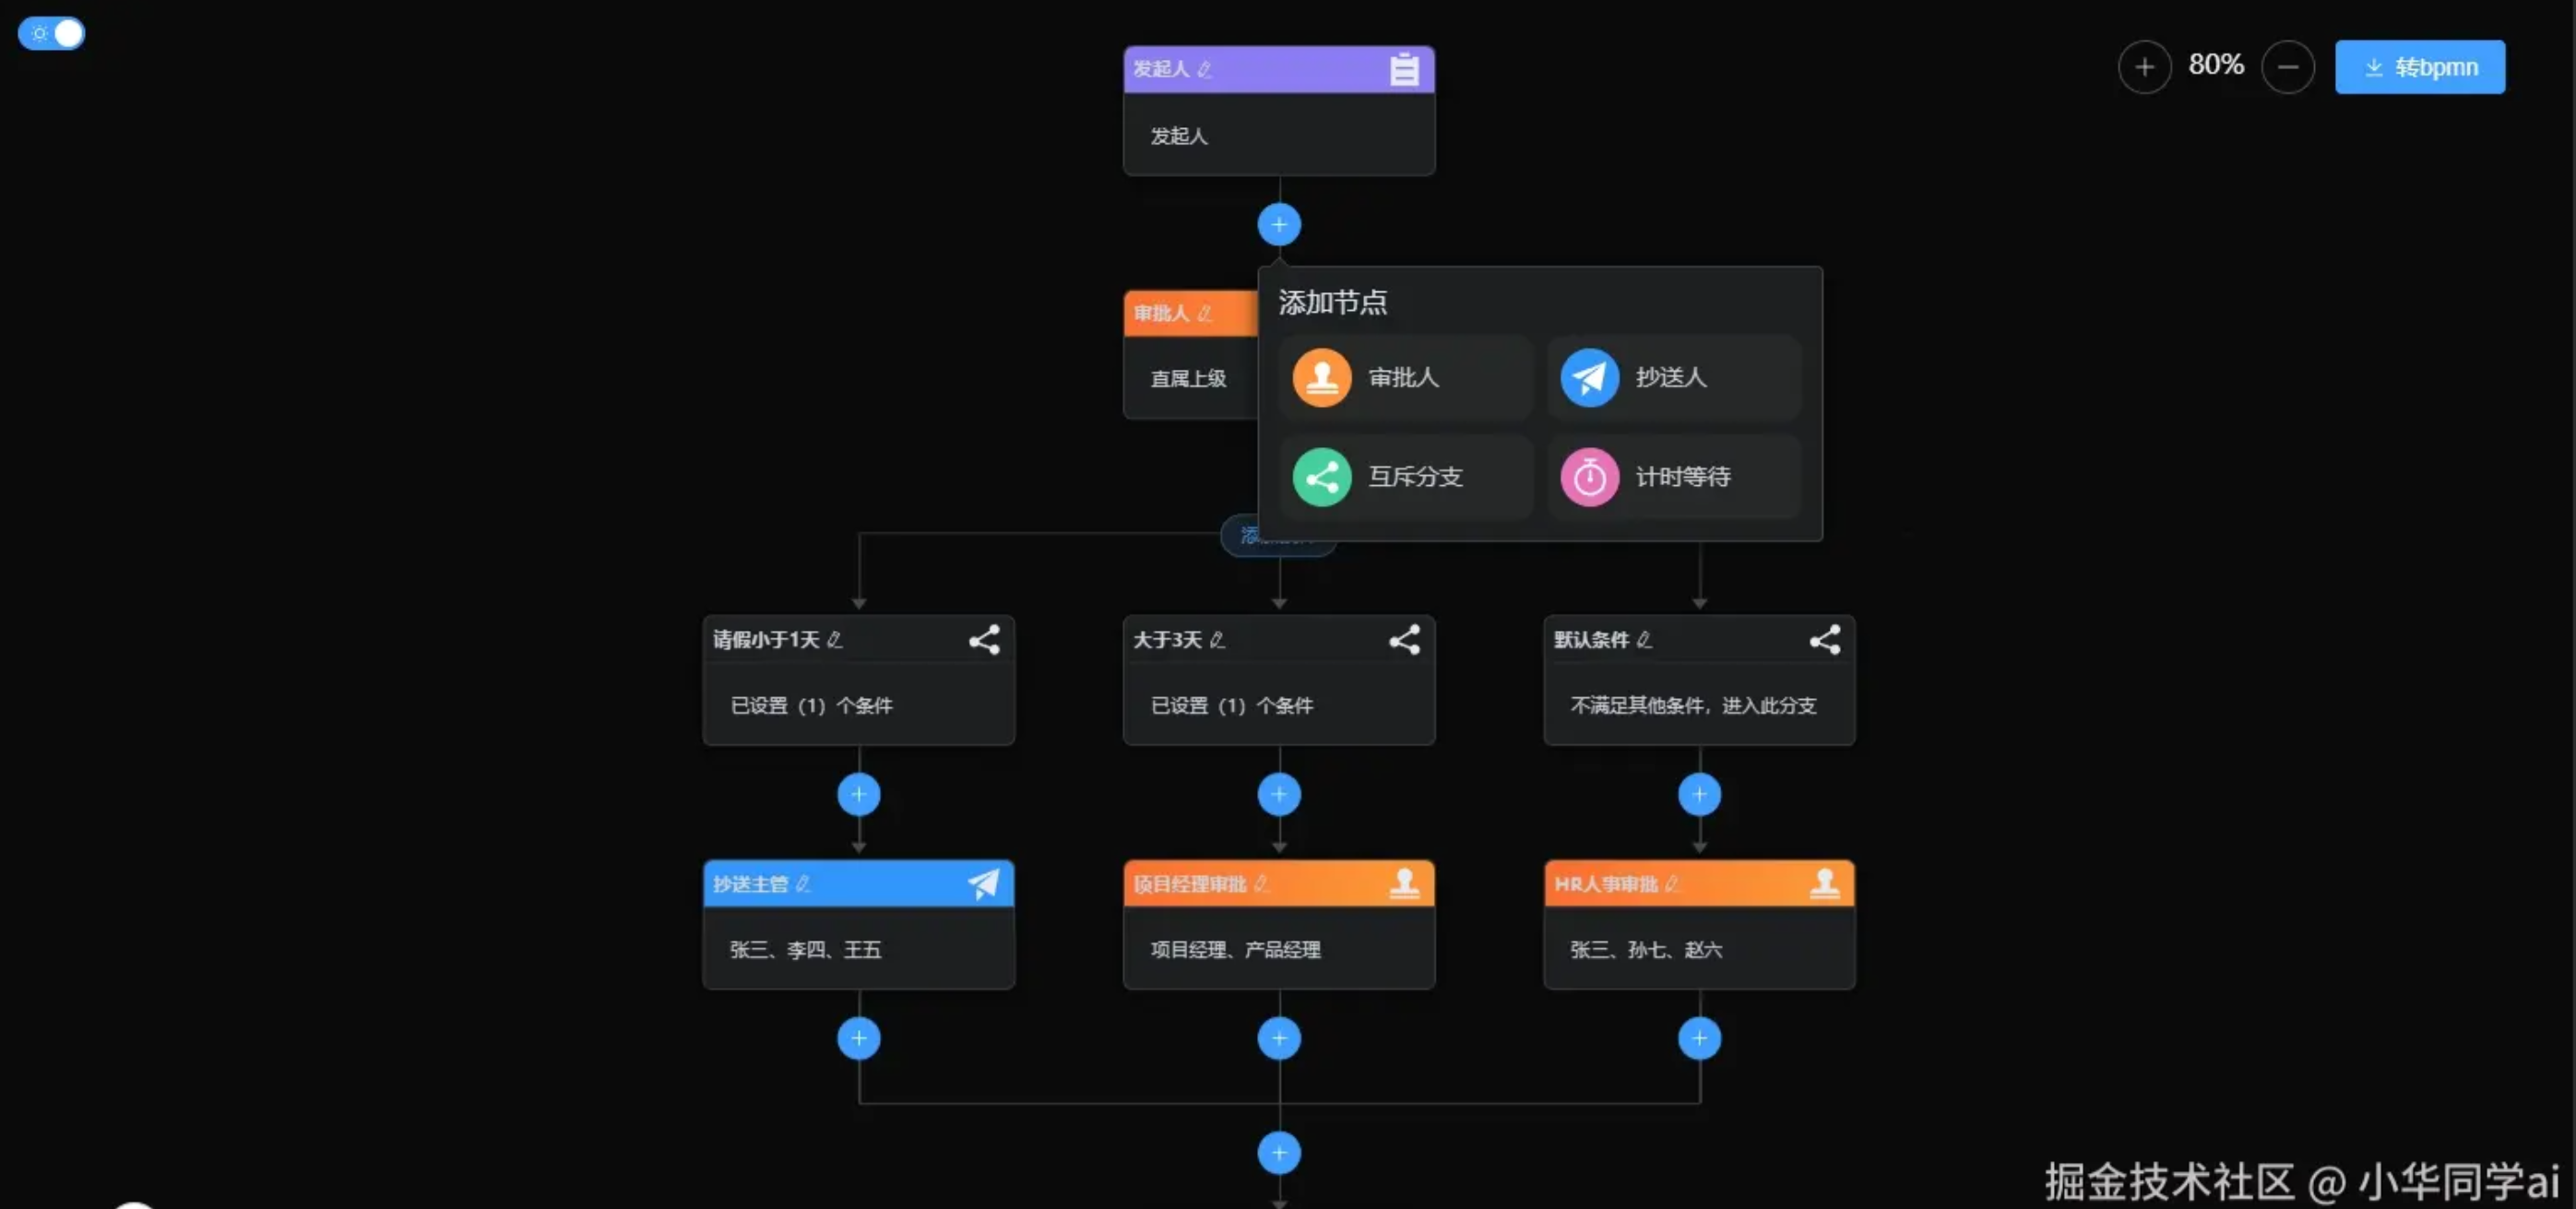 80%
转bpmn
发起人
发起人
审批人
直属上级
添加节点
审批人
抄送人
互斥分支
计时等待
添
请假小于1天
大于3天
默认条件
已设置（1）个条件
已设置（1）个条件
不满足其他条件，进入此分支
抄送主管
项目经理审批
HR人事审批
张三、李四、王五
项目经理、产品经理
张三、孙七、赵六
掘金技术社区 @ 小华同学ai